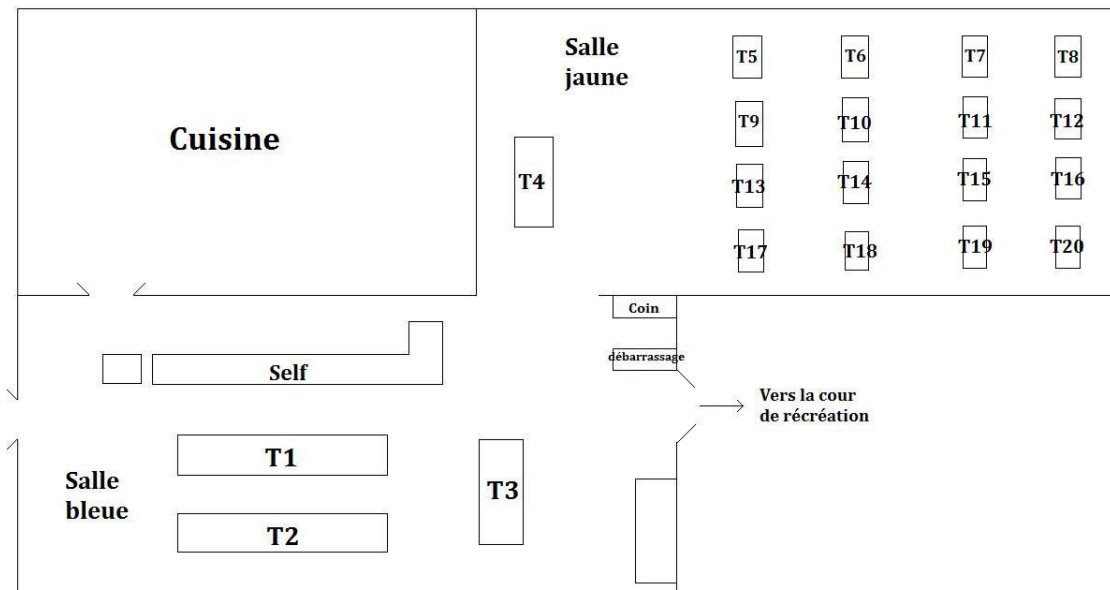 Salle
jaune
T5
T6
T7
T8
Cuisine
T9
T10
T11
T12
T4
T13
T14
T15
T16
T17
T18
T19
T20
Coin
débarrassage
Self
Vers la cour
de récréation
T1
Salle
bleue
T3
T2